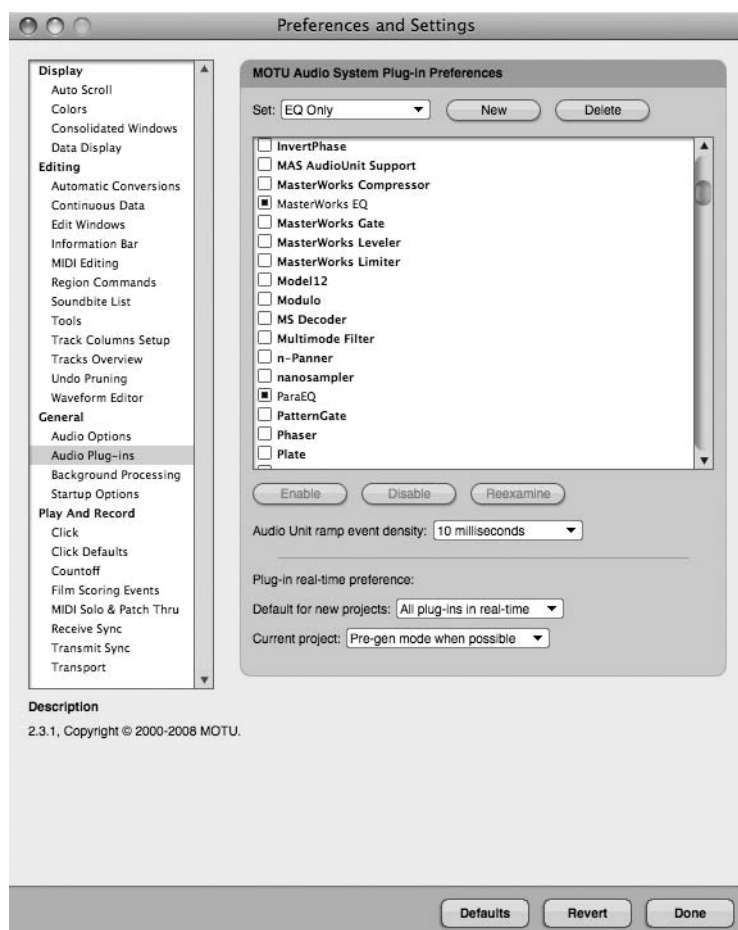 Preferences and Settings
Display
Auto Scroll
Colors
Consolidated Windows
Data Display
Editing
Automatic Conversions
Continuous Data
Edit Windows
Information Bar
MIDI Editing
Region Commands
Soundbite List
Tools
Track Columns Setup
Tracks Overview
Undo Pruning
Waveform Editor
General
Audio Options
Audio Plug-ins
Background Processing
Startup Options
Play And Record
Click
Click Defaults
Countoff
Film Scoring Events
MIDI Solo & Patch Thru
Receive Sync
Transmit Sync
Transport
MOTU Audio System Plug-in Preferences
Set: EQ Only New Delete
InvertPhase
MAS AudioUnit Support
MasterWorks Compressor
MasterWorks EQ
MasterWorks Gate
MasterWorks Leveler
MasterWorks Limiter
Model12
Modulo
MS Decoder
Multimode Filter
n-Panner
nanosampler
ParaEQ
PatternGate
Phaser
Plate
Enable Disable Reexamine
Audio Unit ramp event density: 10 milliseconds
Plug-in real-time preference:
Default for new projects: All plug-ins in real-time
Current project: Pre-gen mode when possible
Description
2.3.1, Copyright © 2000-2008 MOTU.
Defaults Revert Done